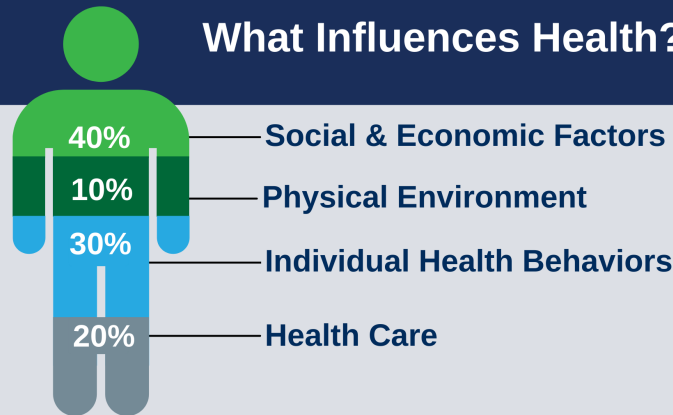 What Influences Health?
40% Social & Economic Factors
10% Physical Environment
30% Individual Health Behaviors
20% Health Care